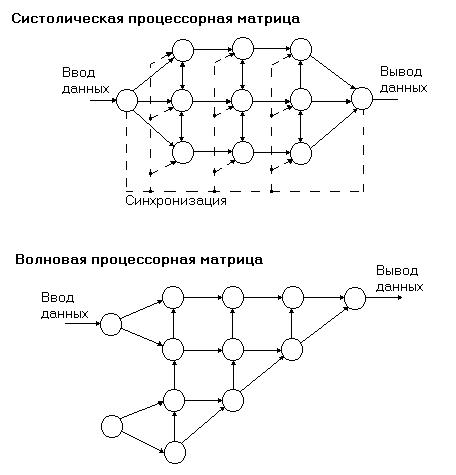 Систолическая процессорная матрица
Ввод
данных
Вывод
данных
Синхронизация
Волновая процессорная матрица
Ввод
данных
Вывод
данных